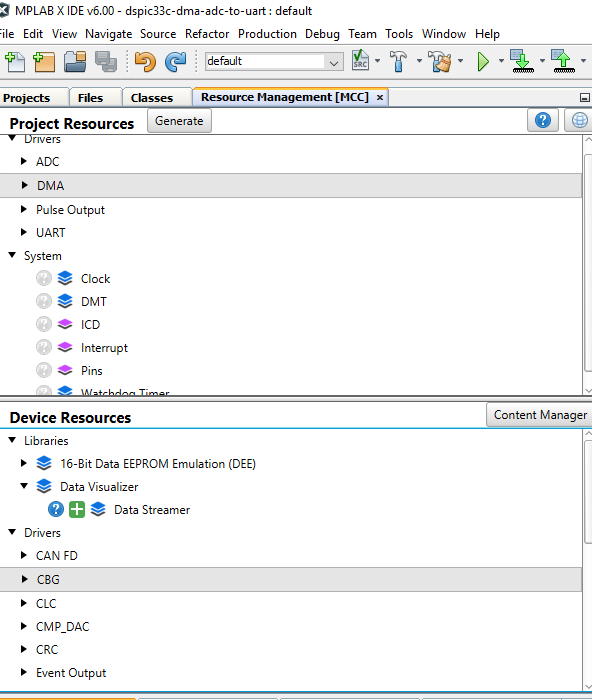 MPLAB X IDE v6.00 - dspic33c-dma-adc-to-uart : default
File Edit View Navigate Source Refactor Production Debug Team Tools Window Help
default
SRC
Projects Files Classes Resource Management [MCC] ×
Project Resources Generate ?
Drivers
ADC
DMA
Pulse Output
UART
System
? Clock
? DMT
? ICD
? Interrupt
? Pins
? Watchdog Timer
Device Resources Content Manager
Libraries
16-Bit Data EEPROM Emulation (DEE)
Data Visualizer
? Data Streamer
Drivers
CAN FD
CBG
CLC
CMP_DAC
CRC
Event Output